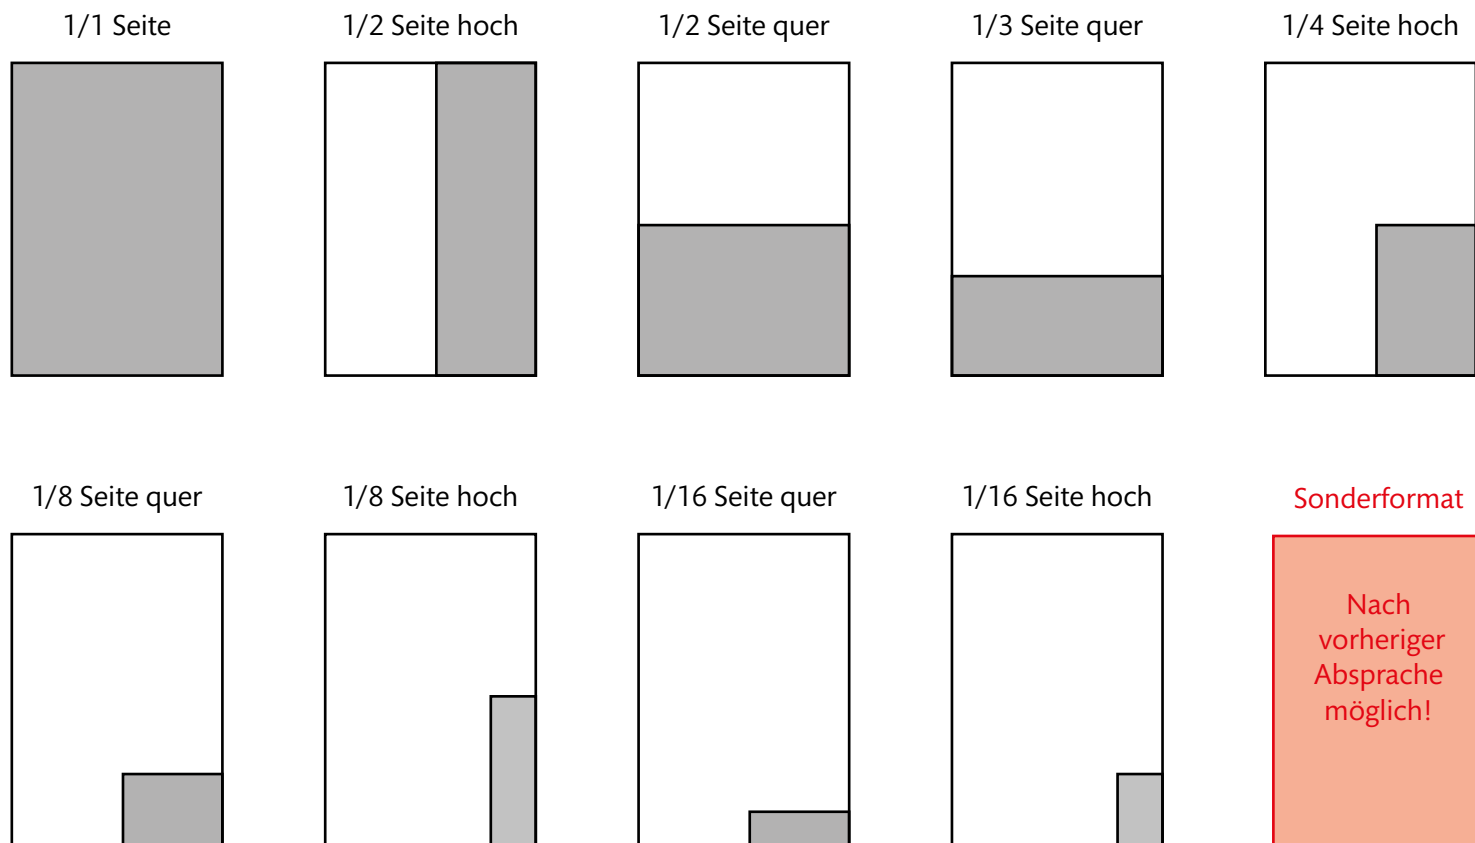 1/1 Seite
1/2 Seite hoch
1/2 Seite quer
1/3 Seite quer
1/4 Seite hoch
1/8 Seite quer
1/8 Seite hoch
1/16 Seite quer
1/16 Seite hoch
Sonderformat
Nach
vorheriger
Absprache
möglich!